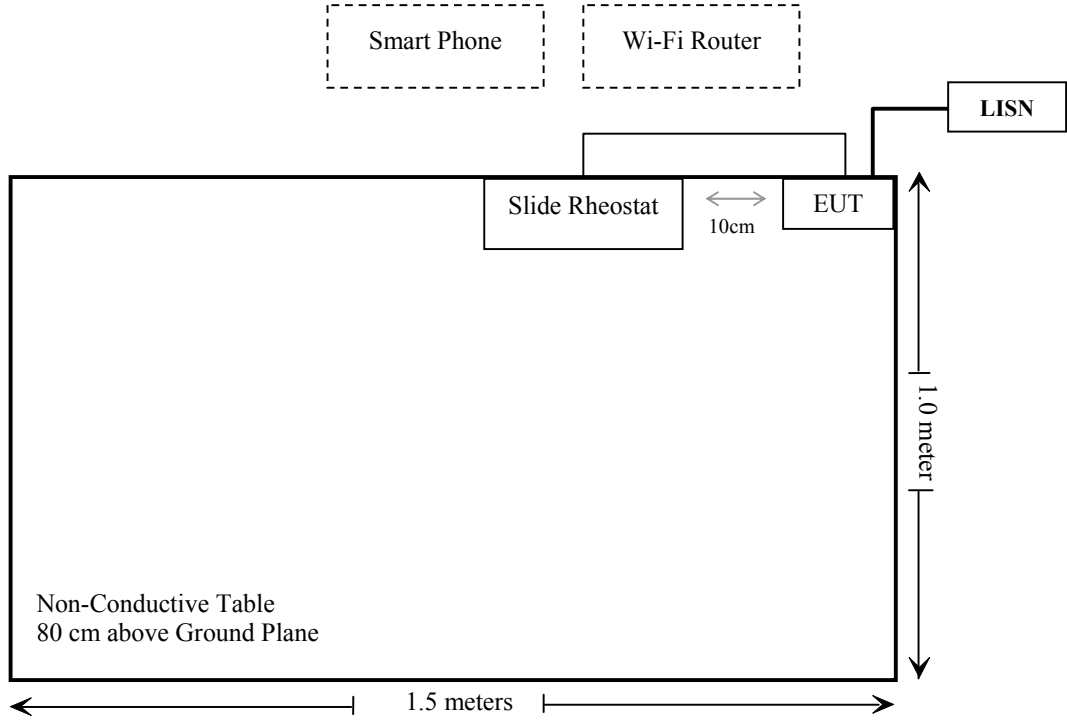 Smart Phone
Wi-Fi Router
LISN
Slide Rheostat
10cm
EUT
1.0 meter
Non-Conductive Table
80 cm above Ground Plane
1.5 meters